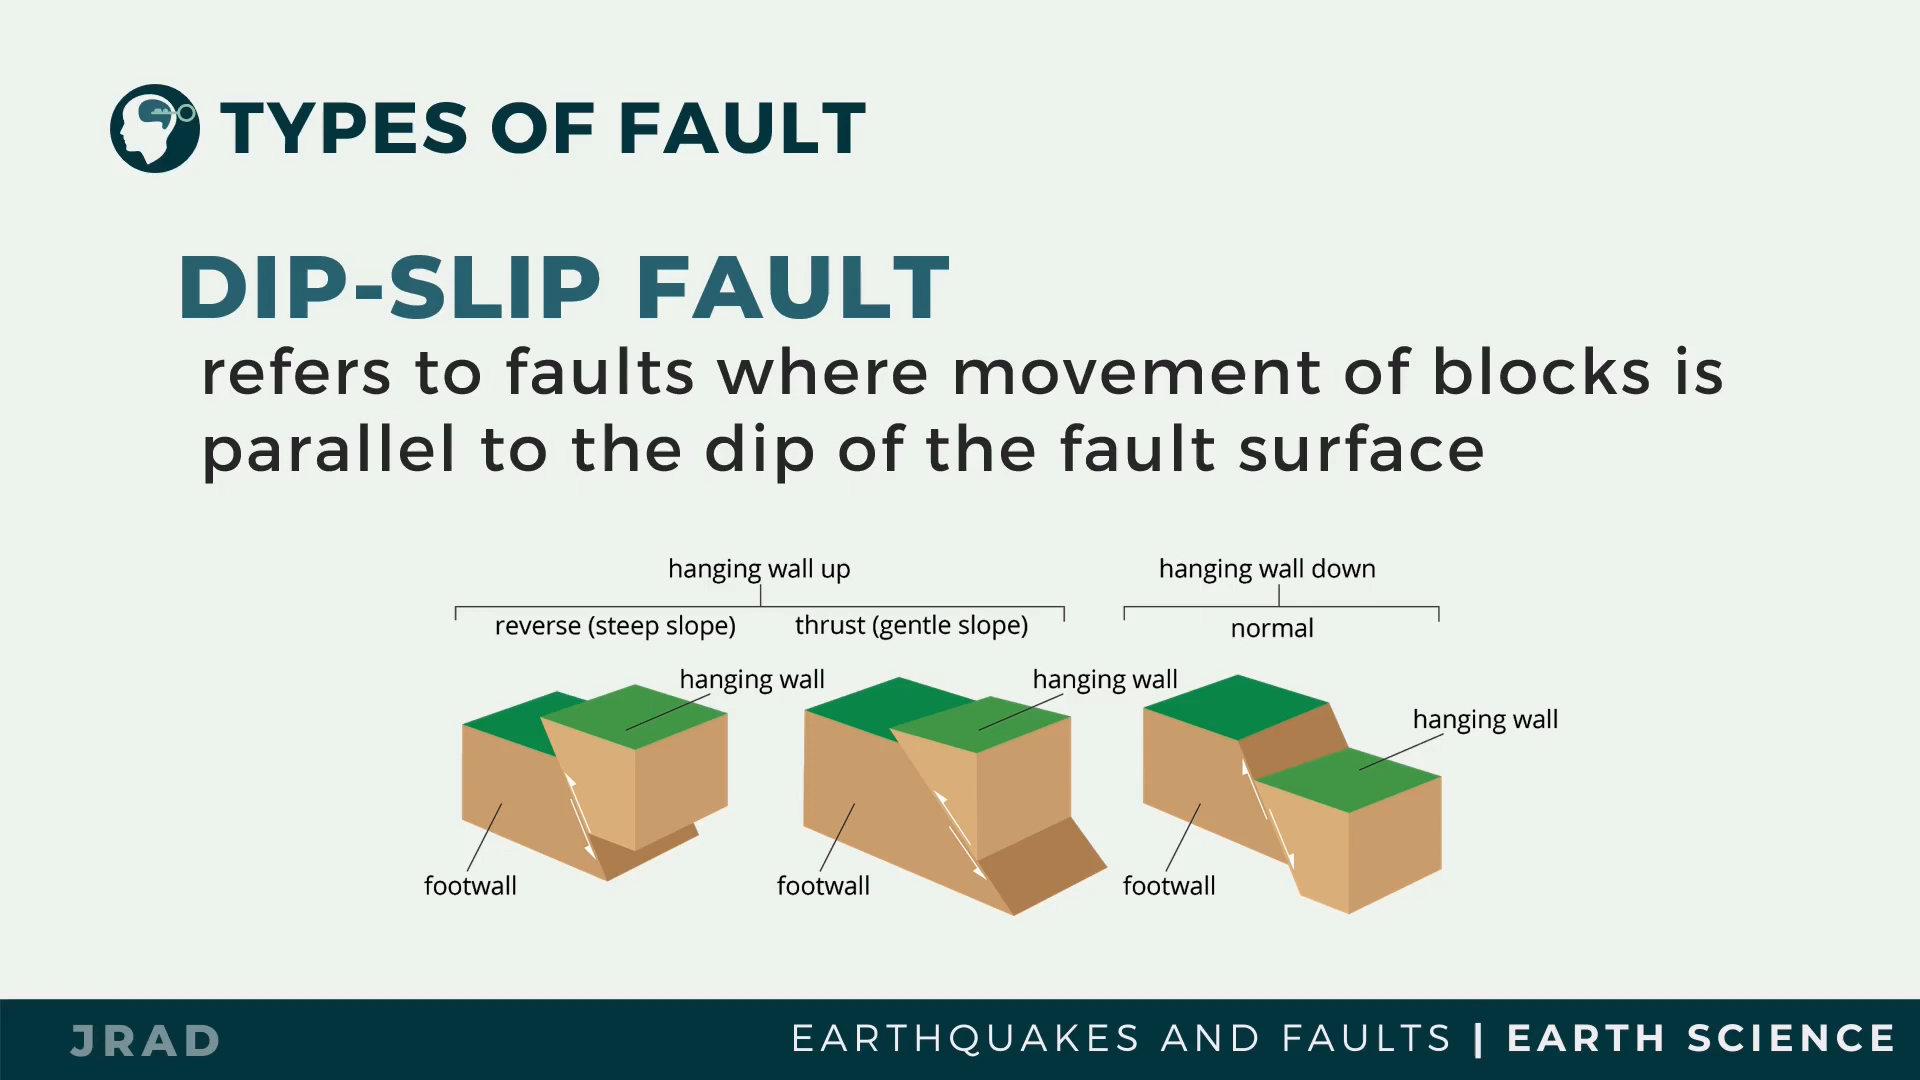 TYPES OF FAULT
DIP-SLIP FAULT
refers to faults where movement of blocks is
parallel to the dip of the fault surface
hanging wall up
hanging wall down
reverse (steep slope)
thrust (gentle slope)
normal
hanging wall
hanging wall
hanging wall
footwall
footwall
footwall
JRAD
EARTHQUAKES AND FAULTS | EARTH SCIENCE